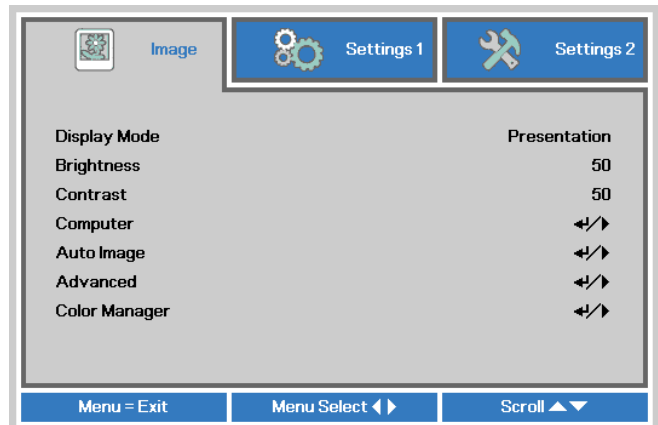 Image Settings 1 Settings 2
Display Mode Presentation
Brightness 50
Contrast 50
Computer ↵/▶
Auto Image ↵/▶
Advanced ↵/▶
Color Manager ↵/▶
Menu = Exit Menu Select ◀▶ Scroll ▲▼